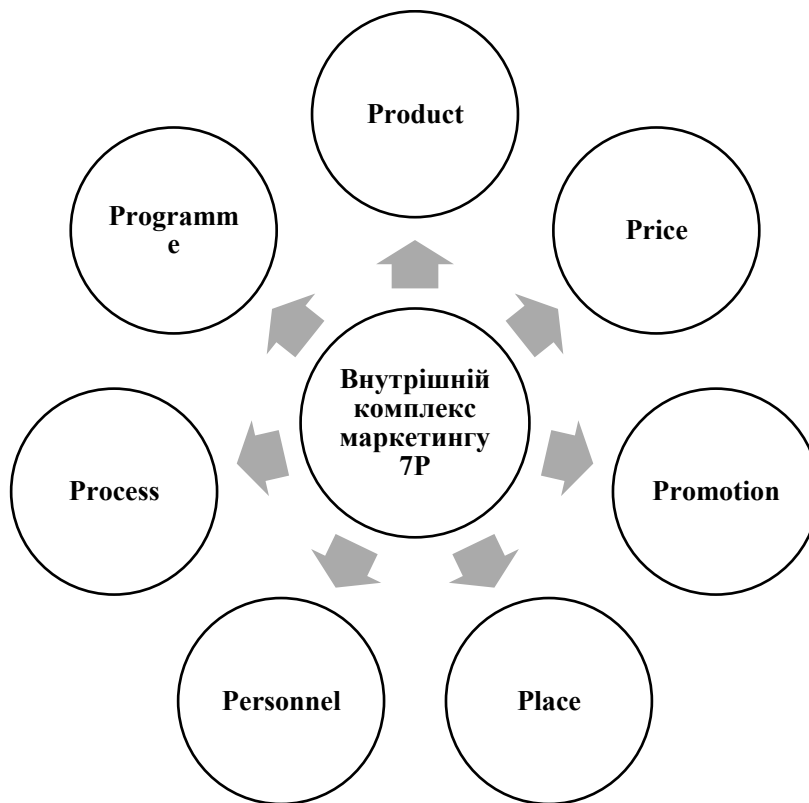 Product
Programm
e
Price
Внутрішній
комплекс
маркетингу
7P
Process
Promotion
Personnel
Place